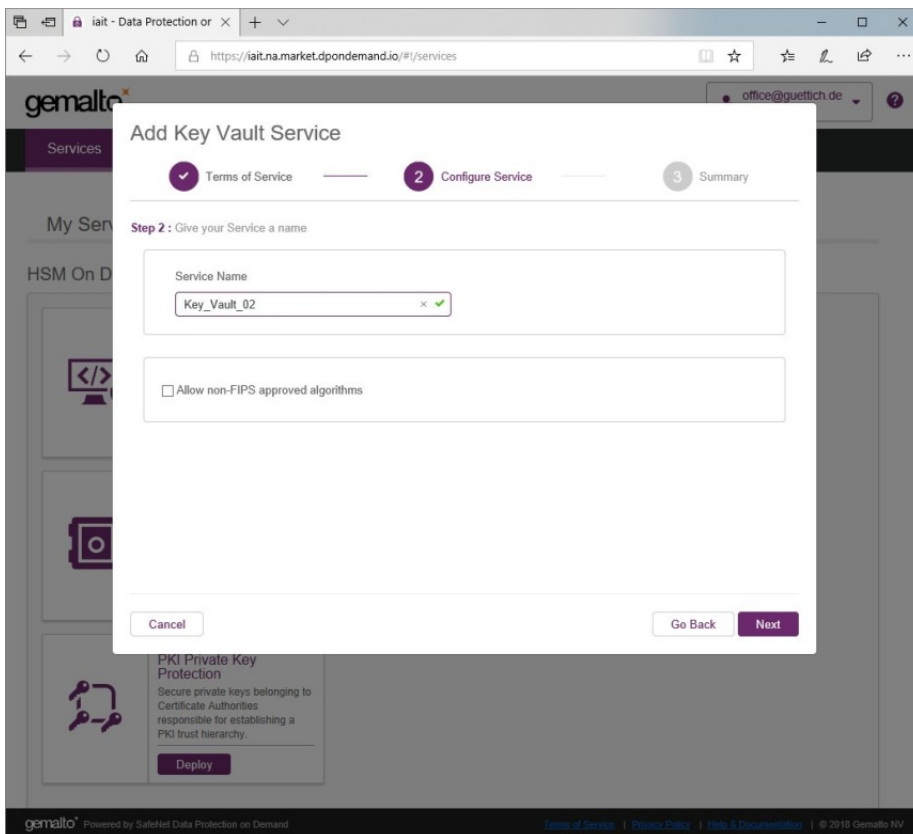 iait - Data Protection or
https://iait.na.market.dpondemand.io/#!/services
gemalto
office@guettich.de
Services
Add Key Vault Service
Terms of Service
2 Configure Service
3 Summary
My Serv
Step 2 : Give your Service a name
HSM On D
Service Name
Key_Vault_02
Allow non-FIPS approved algorithms
Cancel
Go Back
Next
PKI Private Key
Protection
Secure private keys belonging to
Certificate Authorities
responsible for establishing a
PKI trust hierarchy.
Deploy
gemalto Powered by SafeNet Data Protection on Demand
Terms of Service | Privacy Policy | Help & Documentation | © 2018 Gemalto NV